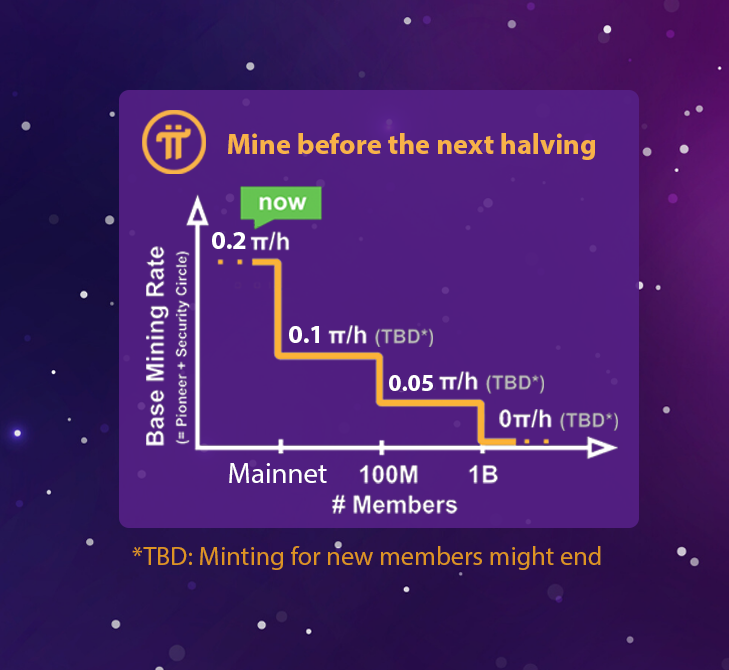 Mine before the next halving
now
0.2 π/h
0.1 π/h (TBD*)
0.05 π/h (TBD*)
0π/h (TBD*)
Base Mining Rate
(= Pioneer + Security Circle)
Mainnet 100M 1B
# Members
*TBD: Minting for new members might end